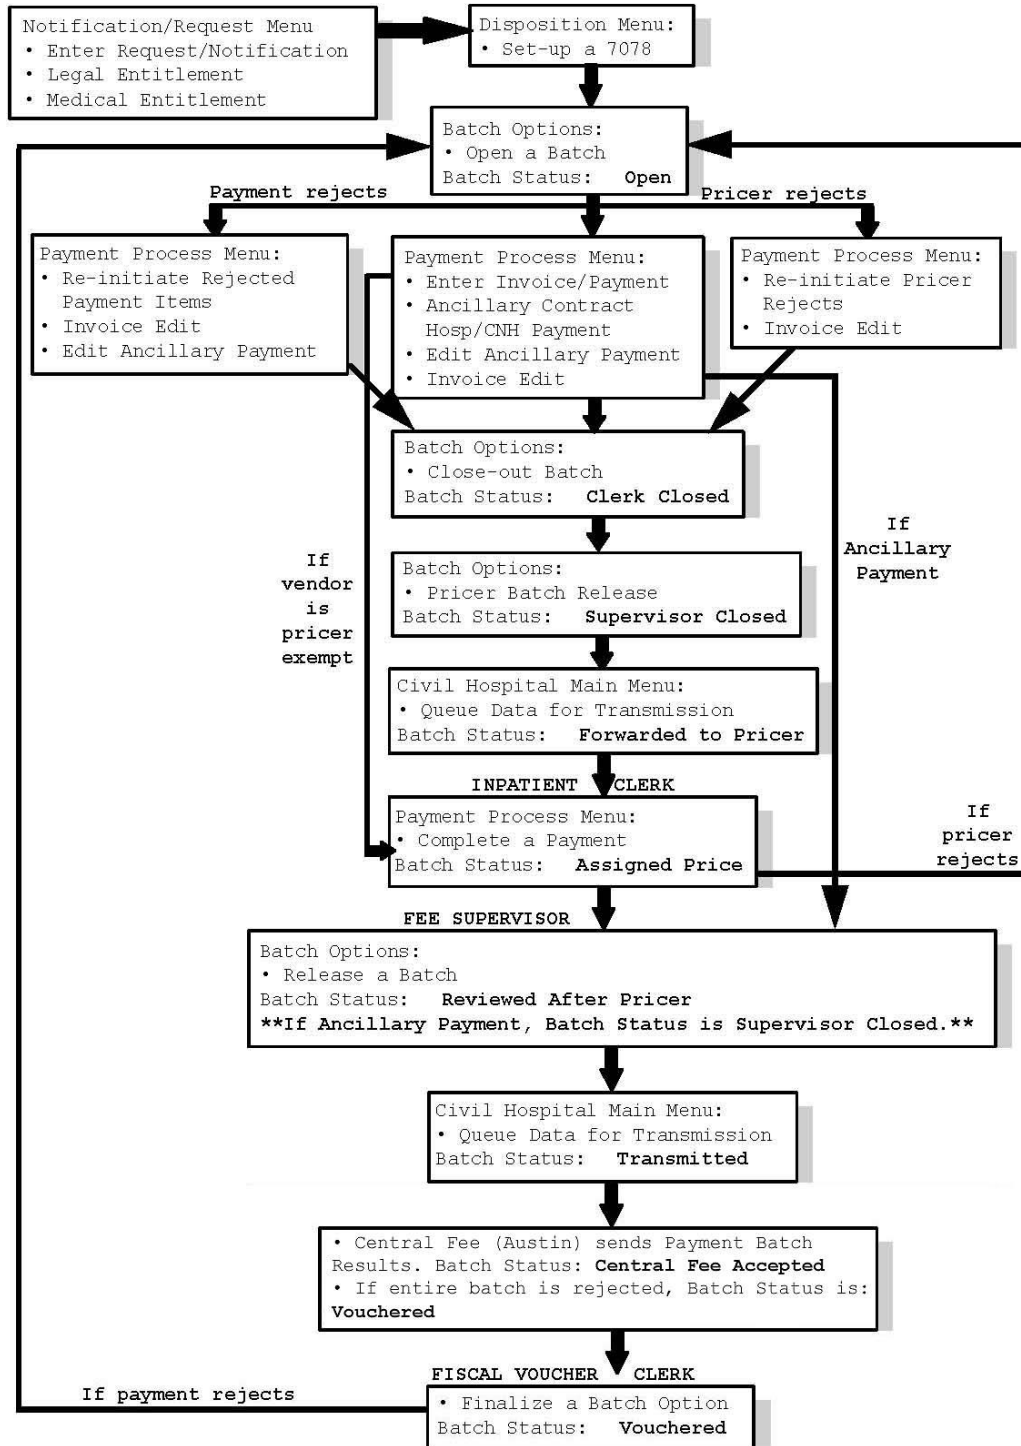 Notification/Request Menu
• Enter Request/Notification
• Legal Entitlement
• Medical Entitlement
Disposition Menu:
• Set-up a 7078
Batch Options:
• Open a Batch
Batch Status: Open
Payment rejects
Pricer rejects
Payment Process Menu:
• Re-initiate Rejected
Payment Items
• Invoice Edit
• Edit Ancillary Payment
Payment Process Menu:
• Enter Invoice/Payment
• Ancillary Contract
Hosp/CNH Payment
• Edit Ancillary Payment
• Invoice Edit
Payment Process Menu:
• Re-initiate Pricer
Rejects
• Invoice Edit
Batch Options:
• Close-out Batch
Batch Status: Clerk Closed
If
vendor
is
pricer
exempt
If
Ancillary
Payment
Batch Options:
• Pricer Batch Release
Batch Status: Supervisor Closed
Civil Hospital Main Menu:
• Queue Data for Transmission
Batch Status: Forwarded to Pricer
INPATIENT CLERK
Payment Process Menu:
• Complete a Payment
Batch Status: Assigned Price
If
pricer
rejects
FEE SUPERVISOR
Batch Options:
• Release a Batch
Batch Status: Reviewed After Pricer
**If Ancillary Payment, Batch Status is Supervisor Closed.**
Civil Hospital Main Menu:
• Queue Data for Transmission
Batch Status: Transmitted
• Central Fee (Austin) sends Payment Batch
Results. Batch Status: Central Fee Accepted
• If entire batch is rejected, Batch Status is:
Vouchered
FISCAL VOUCHER CLERK
If payment rejects
• Finalize a Batch Option
Batch Status: Vouchered